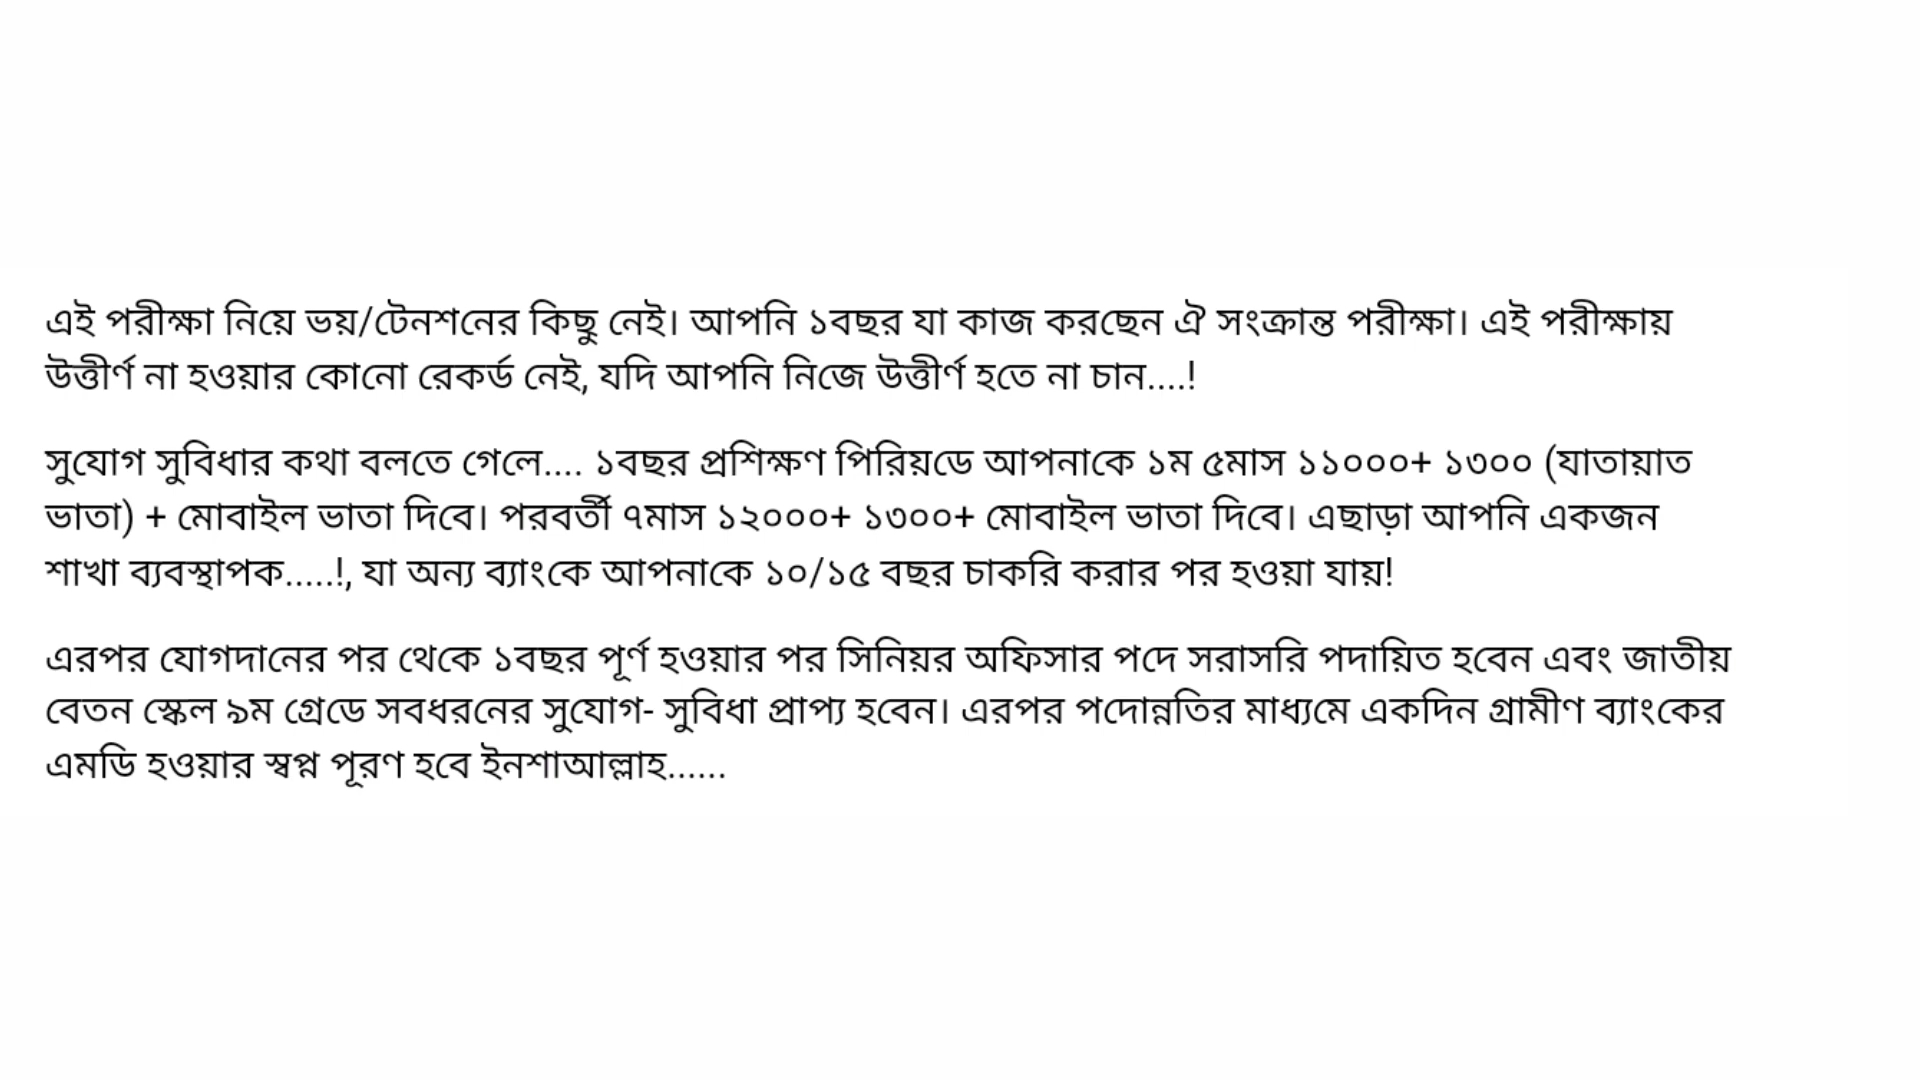 এই পরীক্ষা নিয়ে ভয়/টেনশনের কিছু নেই। আপনি ১বছর যা কাজ করছেন ঐ সংক্রান্ত পরীক্ষা। এই পরীক্ষায়
উত্তীর্ণ না হওয়ার কোনো রেকর্ড নেই, যদি আপনি নিজে উত্তীর্ণ হতে না চান....!
সুযোগ সুবিধার কথা বলতে গেলে.... ১বছর প্রশিক্ষণ পিরিয়ডে আপনাকে ১ম ৫মাস ১১০০০+ ১৩০০ (যাতায়াত
ভাতা) + মোবাইল ভাতা দিবে। পরবর্তী ৭মাস ১২০০০+ ১৩০০+ মোবাইল ভাতা দিবে। এছাড়া আপনি একজন
শাখা ব্যবস্থাপক.....!, যা অন্য ব্যাংকে আপনাকে ১০/১৫ বছর চাকরি করার পর হওয়া যায়!
এরপর যোগদানের পর থেকে ১বছর পূর্ণ হওয়ার পর সিনিয়র অফিসার পদে সরাসরি পদায়িত হবেন এবং জাতীয়
বেতন স্কেল ৯ম গ্রেডে সবধরনের সুযোগ- সুবিধা প্রাপ্য হবেন। এরপর পদোন্নতির মাধ্যমে একদিন গ্রামীণ ব্যাংকের
এমডি হওয়ার স্বপ্ন পূরণ হবে ইনশাআল্লাহ......